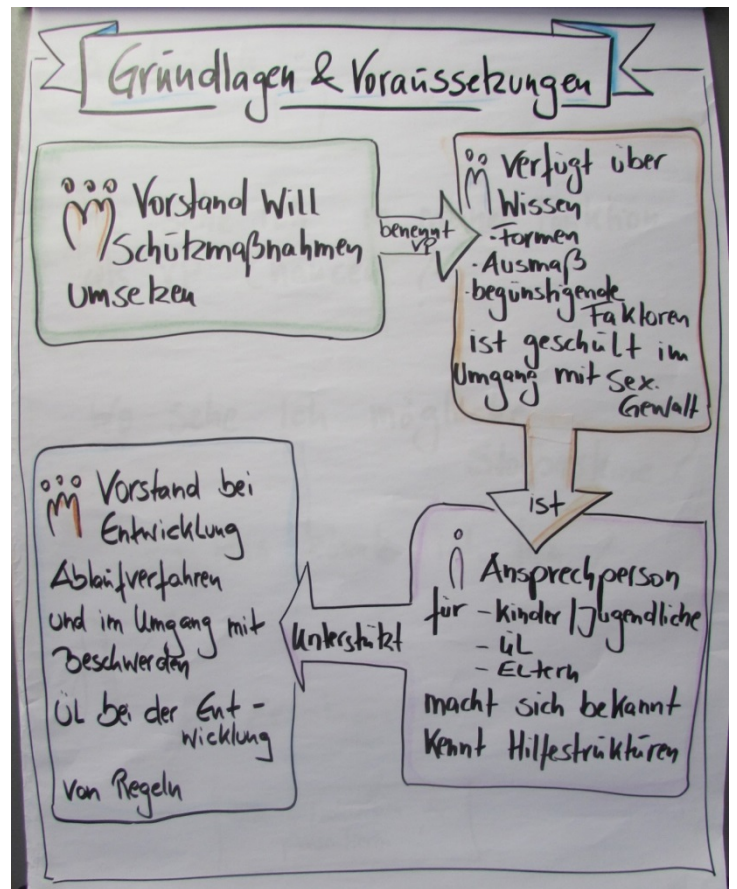 Grundlagen & Voraussetzungen
Vorstand will
Schutzmaßnahmen
umsetzen
benennt
VP
Verfügt über
Wissen
- Formen
- Ausmaß
- begünstigende
Faktoren
ist geschult im
Umgang mit sex.
Gewalt
ist
Ansprechperson
für - Kinder/Jugendliche
- ÜL
- Eltern
macht sich bekannt
kennt Hilfestrukturen
unterstützt
Vorstand bei
Entwicklung
Ablaufverfahren
und im Umgang mit
Beschwerden
ÜL bei der Ent-
wicklung
von Regeln